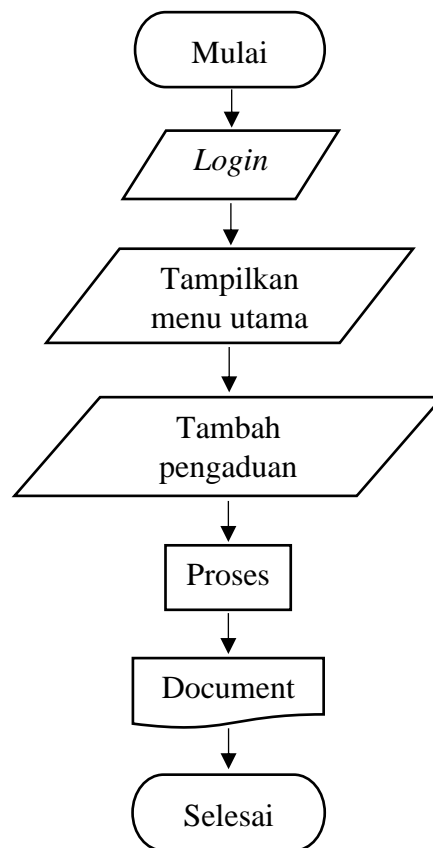 Mulai
Login
Tampilkan
menu utama
Tambah
pengaduan
Proses
Document
Selesai